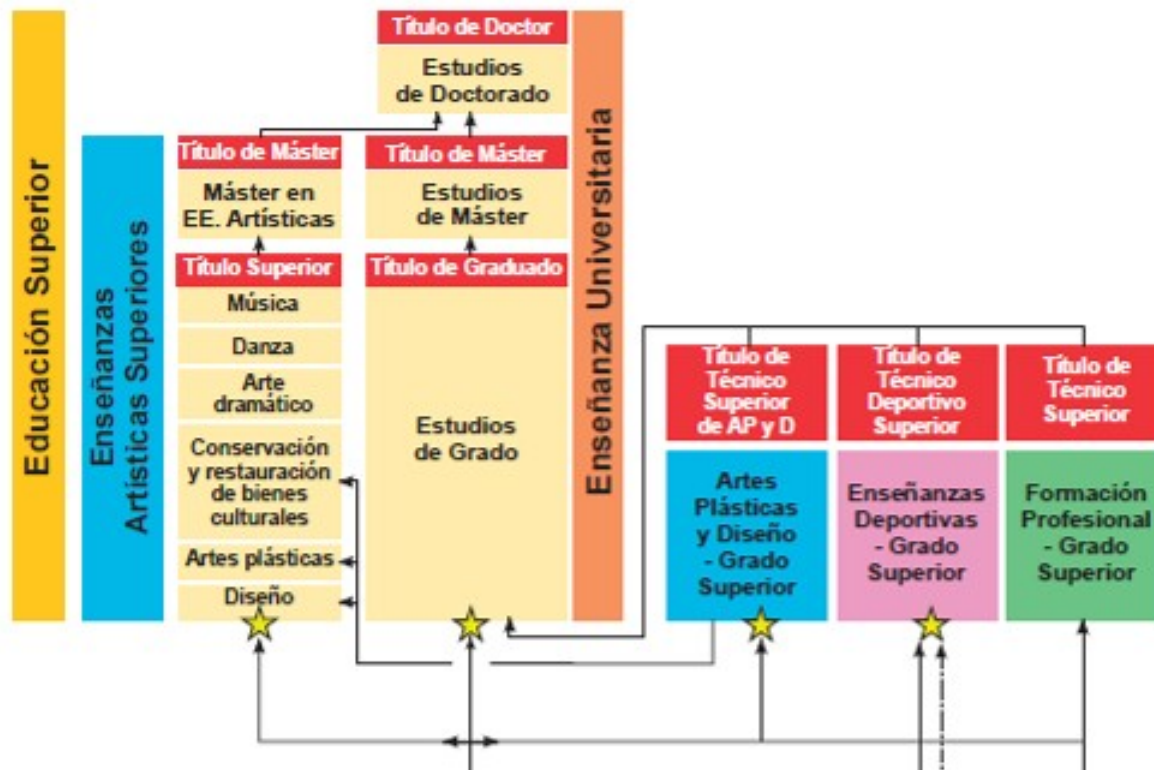 Educación Superior
Enseñanzas
Artísticas Superiores
Título de Máster
Máster en
EE. Artísticas
Título Superior
Música
Danza
Arte
dramático
Conservación
y restauración
de bienes
culturales
Artes plásticas
Diseño
Título de Doctor
Estudios
de Doctorado
Título de Máster
Estudios
de Máster
Título de Graduado
Estudios
de Grado
Enseñanza Universitaria
Título de
Técnico
Superior
de AP y D
Artes
Plásticas
y Diseño
- Grado
Superior
Título de
Técnico
Deportivo
Superior
Enseñanzas
Deportivas
- Grado
Superior
Título de
Técnico
Superior
Formación
Profesional
- Grado
Superior